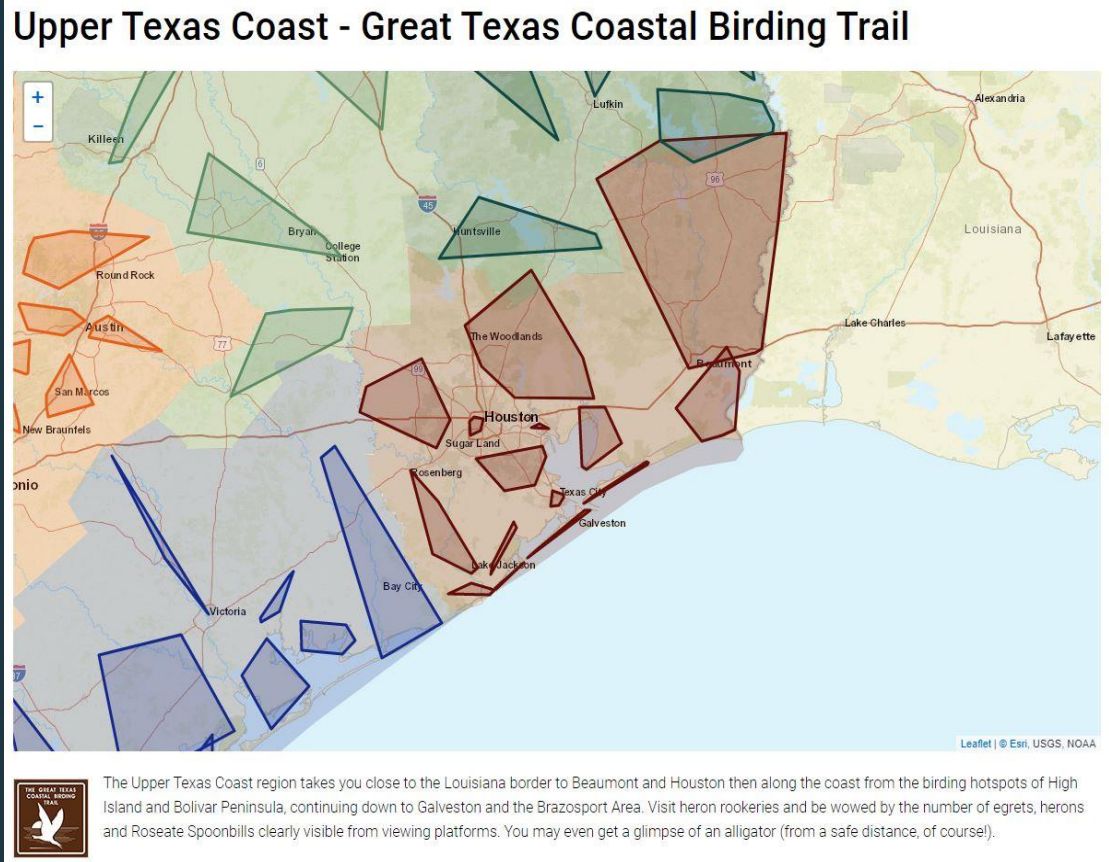 Upper Texas Coast - Great Texas Coastal Birding Trail
+
−
Killeen
6
Lufkin
Alexandria
96
45
Huntsville
Bryan
College
Station
Louisiana
Round Rock
Austin
77
The Woodlands
Lake Charles
Lafayette
Beaumont
99
San Marcos
New Braunfels
Houston
Sugar Land
Rosenberg
onio
Texas City
Galveston
Lake Jackson
Bay City
Victoria
Leaflet | © Esri, USGS, NOAA
THE GREAT TEXAS
COASTAL BIRDING
TRAIL
The Upper Texas Coast region takes you close to the Louisiana border to Beaumont and Houston then along the coast from the birding hotspots of High
Island and Bolivar Peninsula, continuing down to Galveston and the Brazosport Area. Visit heron rookeries and be wowed by the number of egrets, herons
and Roseate Spoonbills clearly visible from viewing platforms. You may even get a glimpse of an alligator (from a safe distance, of course!).